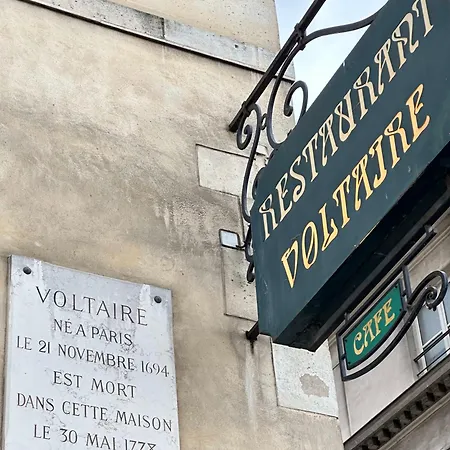 VOLTAIRE
NÉ A PARIS
LE 21 NOVEMBRE 1694
EST MORT
DANS CETTE MAISON
LE 30 MAI 1778
RESTAURANT
VOLTAIRE
CAFE